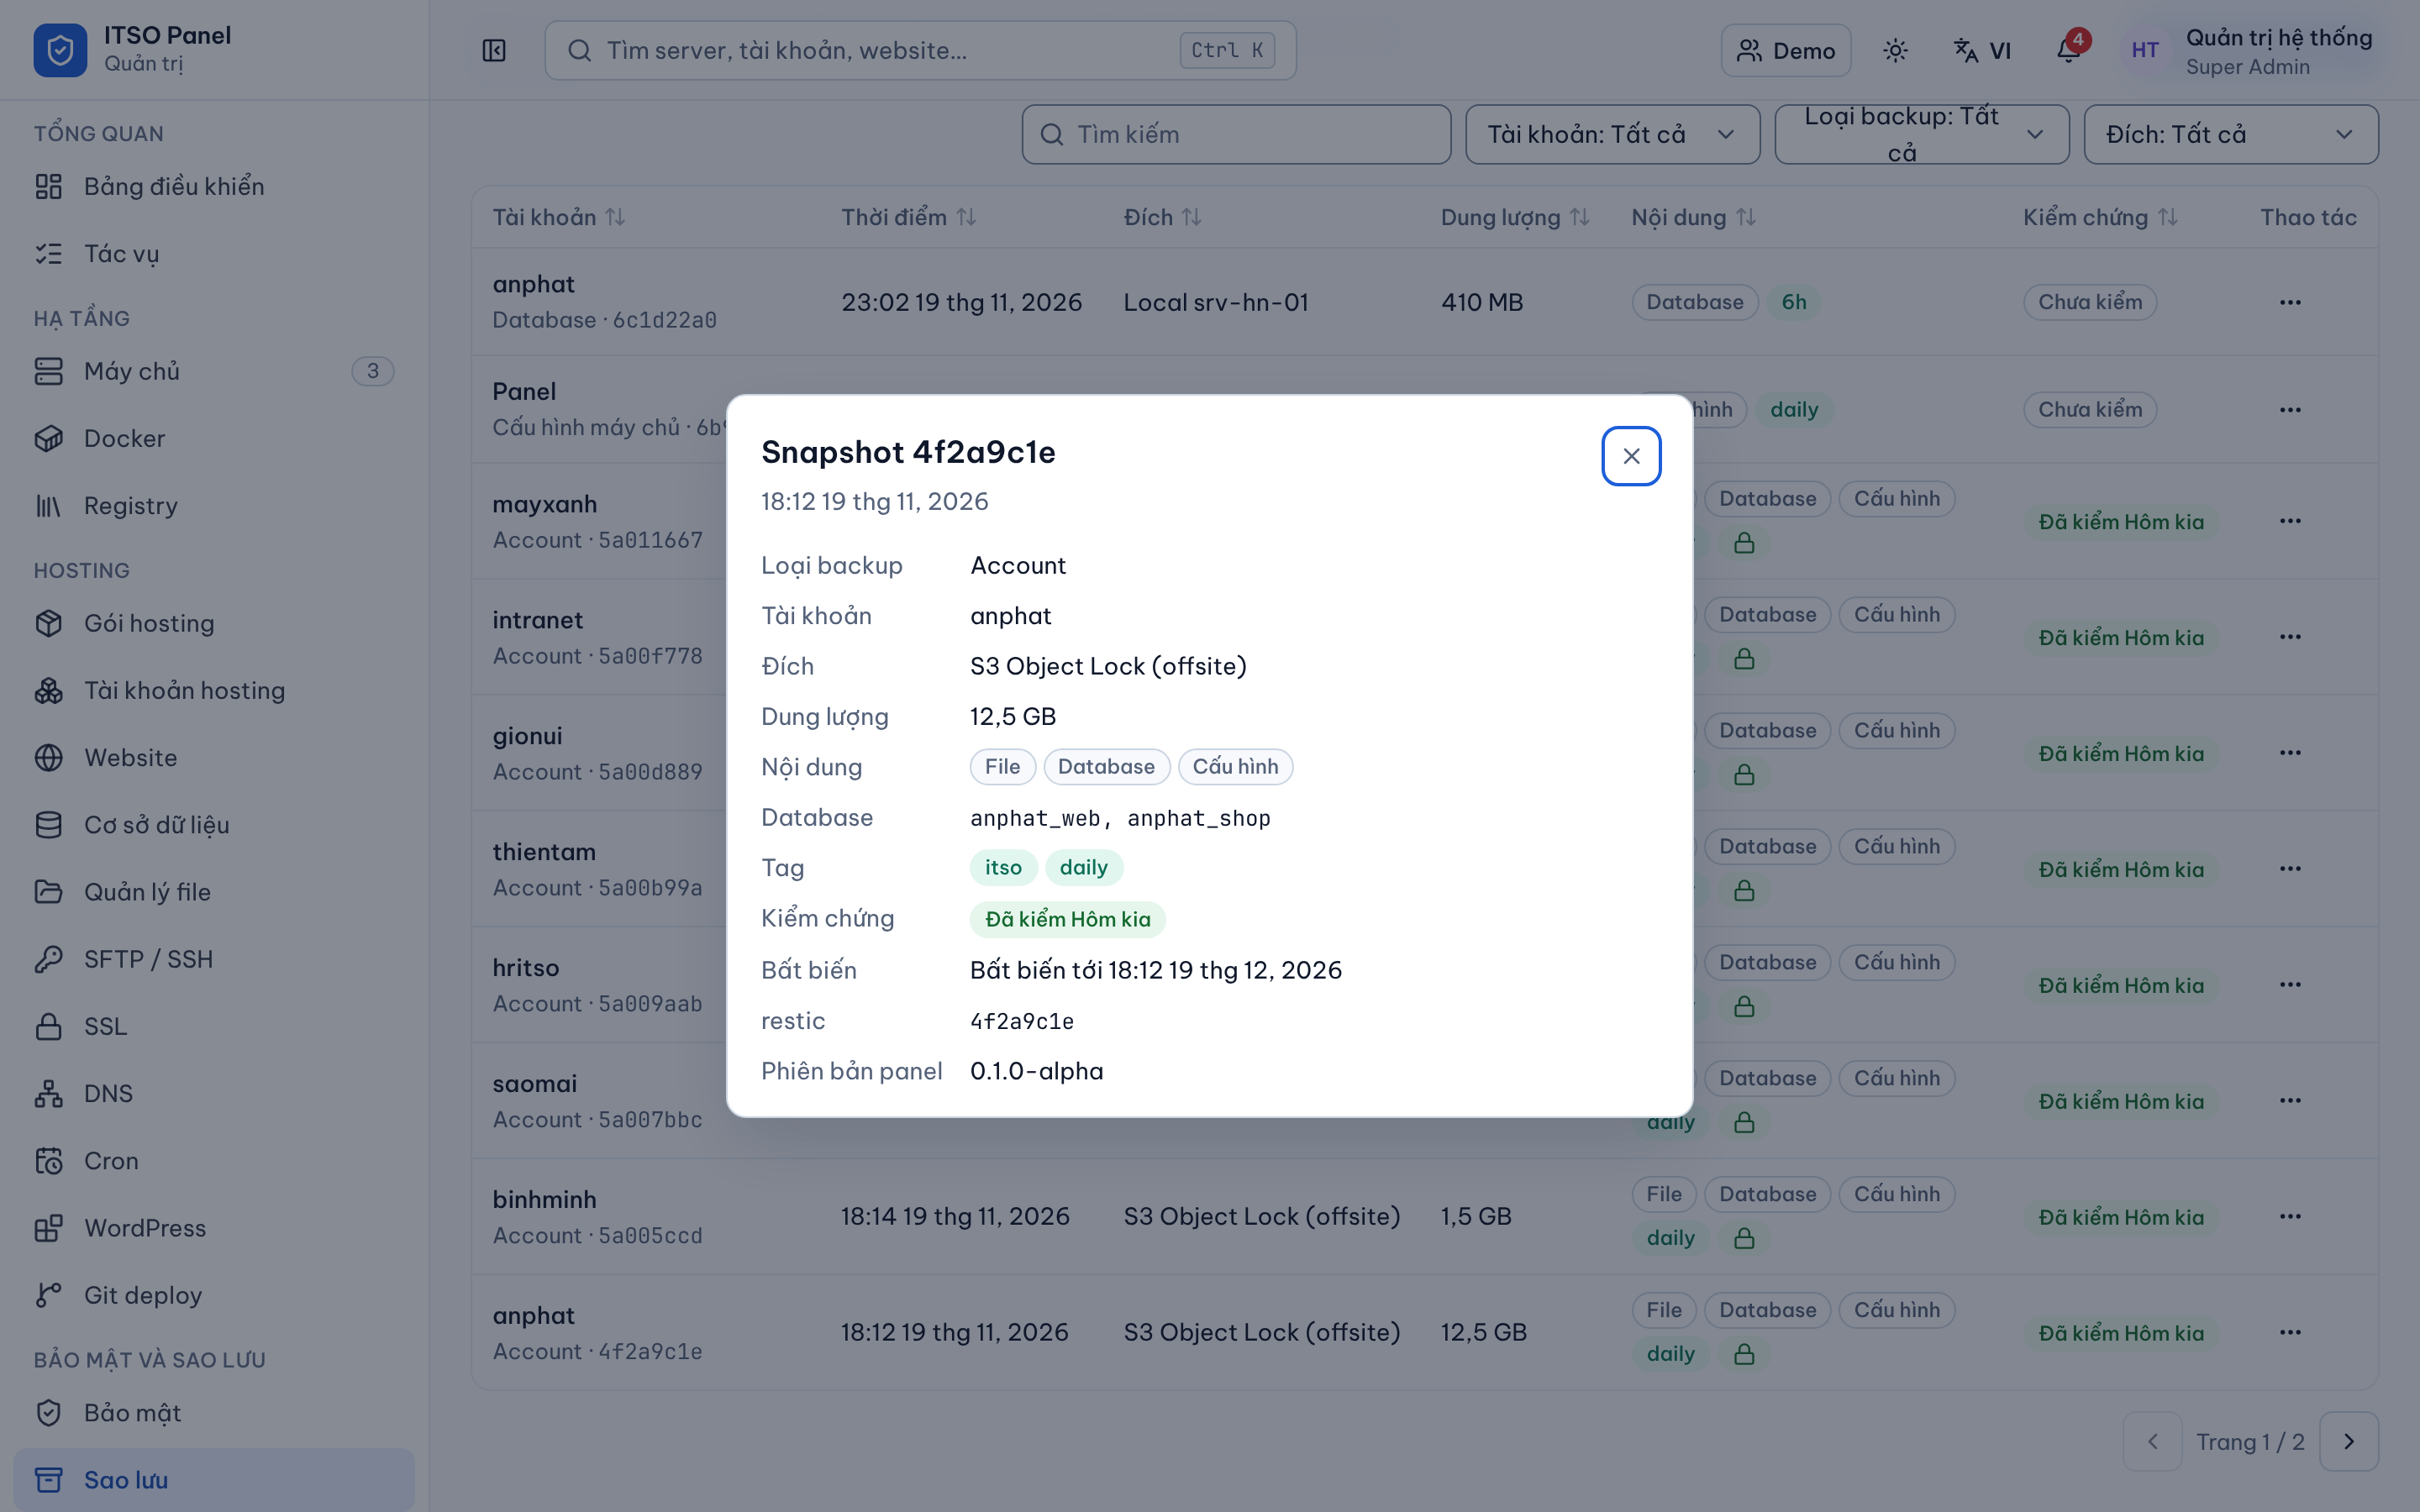 ITSO Panel
Quản trị
Tìm server, tài khoản, website...
Ctrl K
Demo
VI
4
HT
Quản trị hệ thống
Super Admin
TỔNG QUAN
Bảng điều khiển
Tác vụ
HẠ TẦNG
Máy chủ
3
Docker
Registry
HOSTING
Gói hosting
Tài khoản hosting
Website
Cơ sở dữ liệu
Quản lý file
SFTP / SSH
SSL
DNS
Cron
WordPress
Git deploy
BẢO MẬT VÀ SAO LƯU
Bảo mật
Sao lưu
Tìm kiếm
Tài khoản: Tất cả
Loại backup: Tất
cả
Đích: Tất cả
Tài khoản Thời điểm Đích Dung lượng Nội dung Kiểm chứng Thao tác
anphat
Database · 6c1d22a0
23:02 19 thg 11, 2026 Local srv-hn-01 410 MB Database 6h Chưa kiểm
Panel
Cấu hình máy chủ
daily Chưa kiểm
mayxanh
Account · 5a011667
Database Cấu hình
Đã kiểm Hôm kia
intranet
Account · 5a00f778
Database Cấu hình
Đã kiểm Hôm kia
gionui
Account · 5a00d889
Database Cấu hình
Đã kiểm Hôm kia
thientam
Account · 5a00b99a
Database Cấu hình
Đã kiểm Hôm kia
hritso
Account · 5a009aab
Database Cấu hình
Đã kiểm Hôm kia
saomai
Account · 5a007bbc
Database Cấu hình
daily
Đã kiểm Hôm kia
binhminh
Account · 5a005ccd
18:14 19 thg 11, 2026 S3 Object Lock (offsite) 1,5 GB
File Database Cấu hình
daily
Đã kiểm Hôm kia
anphat
Account · 4f2a9c1e
18:12 19 thg 11, 2026 S3 Object Lock (offsite) 12,5 GB
File Database Cấu hình
daily
Đã kiểm Hôm kia
Trang 1 / 2
Snapshot 4f2a9c1e
18:12 19 thg 11, 2026
Loại backup Account
Tài khoản anphat
Đích S3 Object Lock (offsite)
Dung lượng 12,5 GB
Nội dung File Database Cấu hình
Database anphat_web, anphat_shop
Tag itso daily
Kiểm chứng Đã kiểm Hôm kia
Bất biến Bất biến tới 18:12 19 thg 12, 2026
restic 4f2a9c1e
Phiên bản panel 0.1.0-alpha